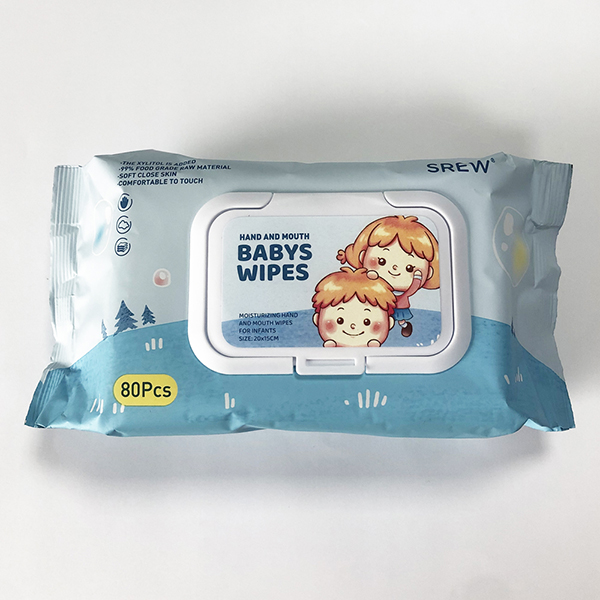 ·THE XYLITOL IS ADDED
·99% FOOD GRADE RAW MATERIAL
·SOFT CLOSE SKIN
·COMFORTABLE TO TOUCH
SREW
HAND AND MOUTH
BABYS
WIPES
MOISTURIZING HAND
AND MOUTH WIPES
FOR INFANTS
SIZE: 20x15CM
80Pcs